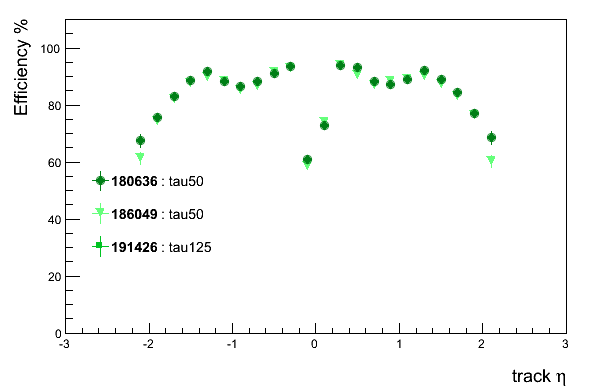 Efficiency %
100
80
60
40
20
0
180636 : tau50
186049 : tau50
191426 : tau125
-3 -2 -1 0 1 2 3
track η